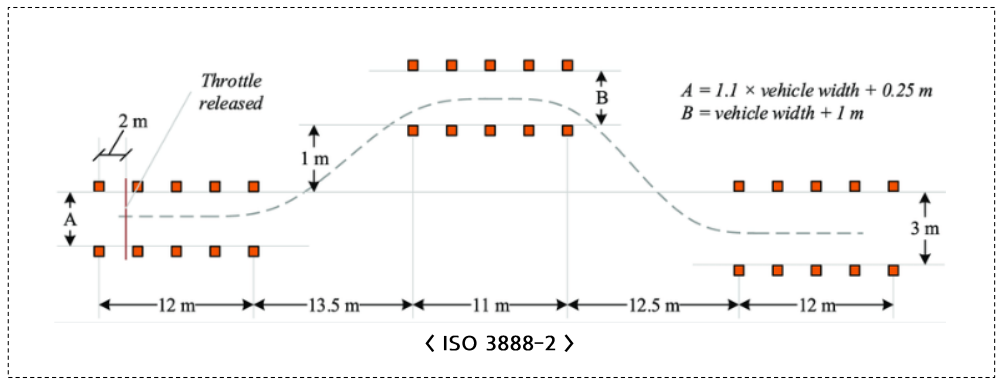 Throttle
released
2 m
A = 1.1 × vehicle width + 0.25 m
B = vehicle width + 1 m
B
1 m
A
3 m
12 m
13.5 m
11 m
12.5 m
12 m
< ISO 3888-2 >